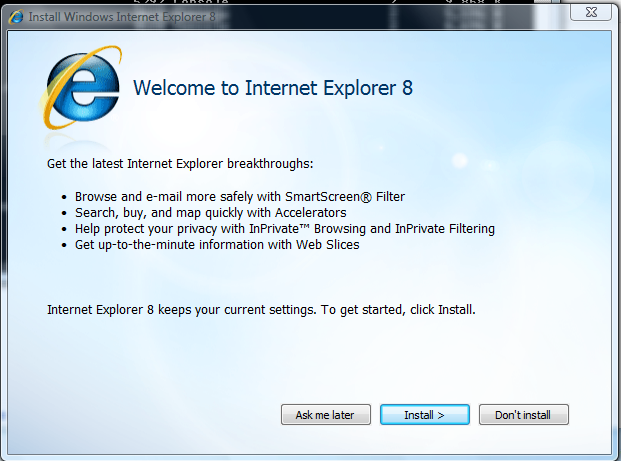 Install Windows Internet Explorer 8
Welcome to Internet Explorer 8
Get the latest Internet Explorer breakthroughs:
• Browse and e-mail more safely with SmartScreen® Filter
• Search, buy, and map quickly with Accelerators
• Help protect your privacy with InPrivate™ Browsing and InPrivate Filtering
• Get up-to-the-minute information with Web Slices
Internet Explorer 8 keeps your current settings. To get started, click Install.
Ask me later Install > Don't install